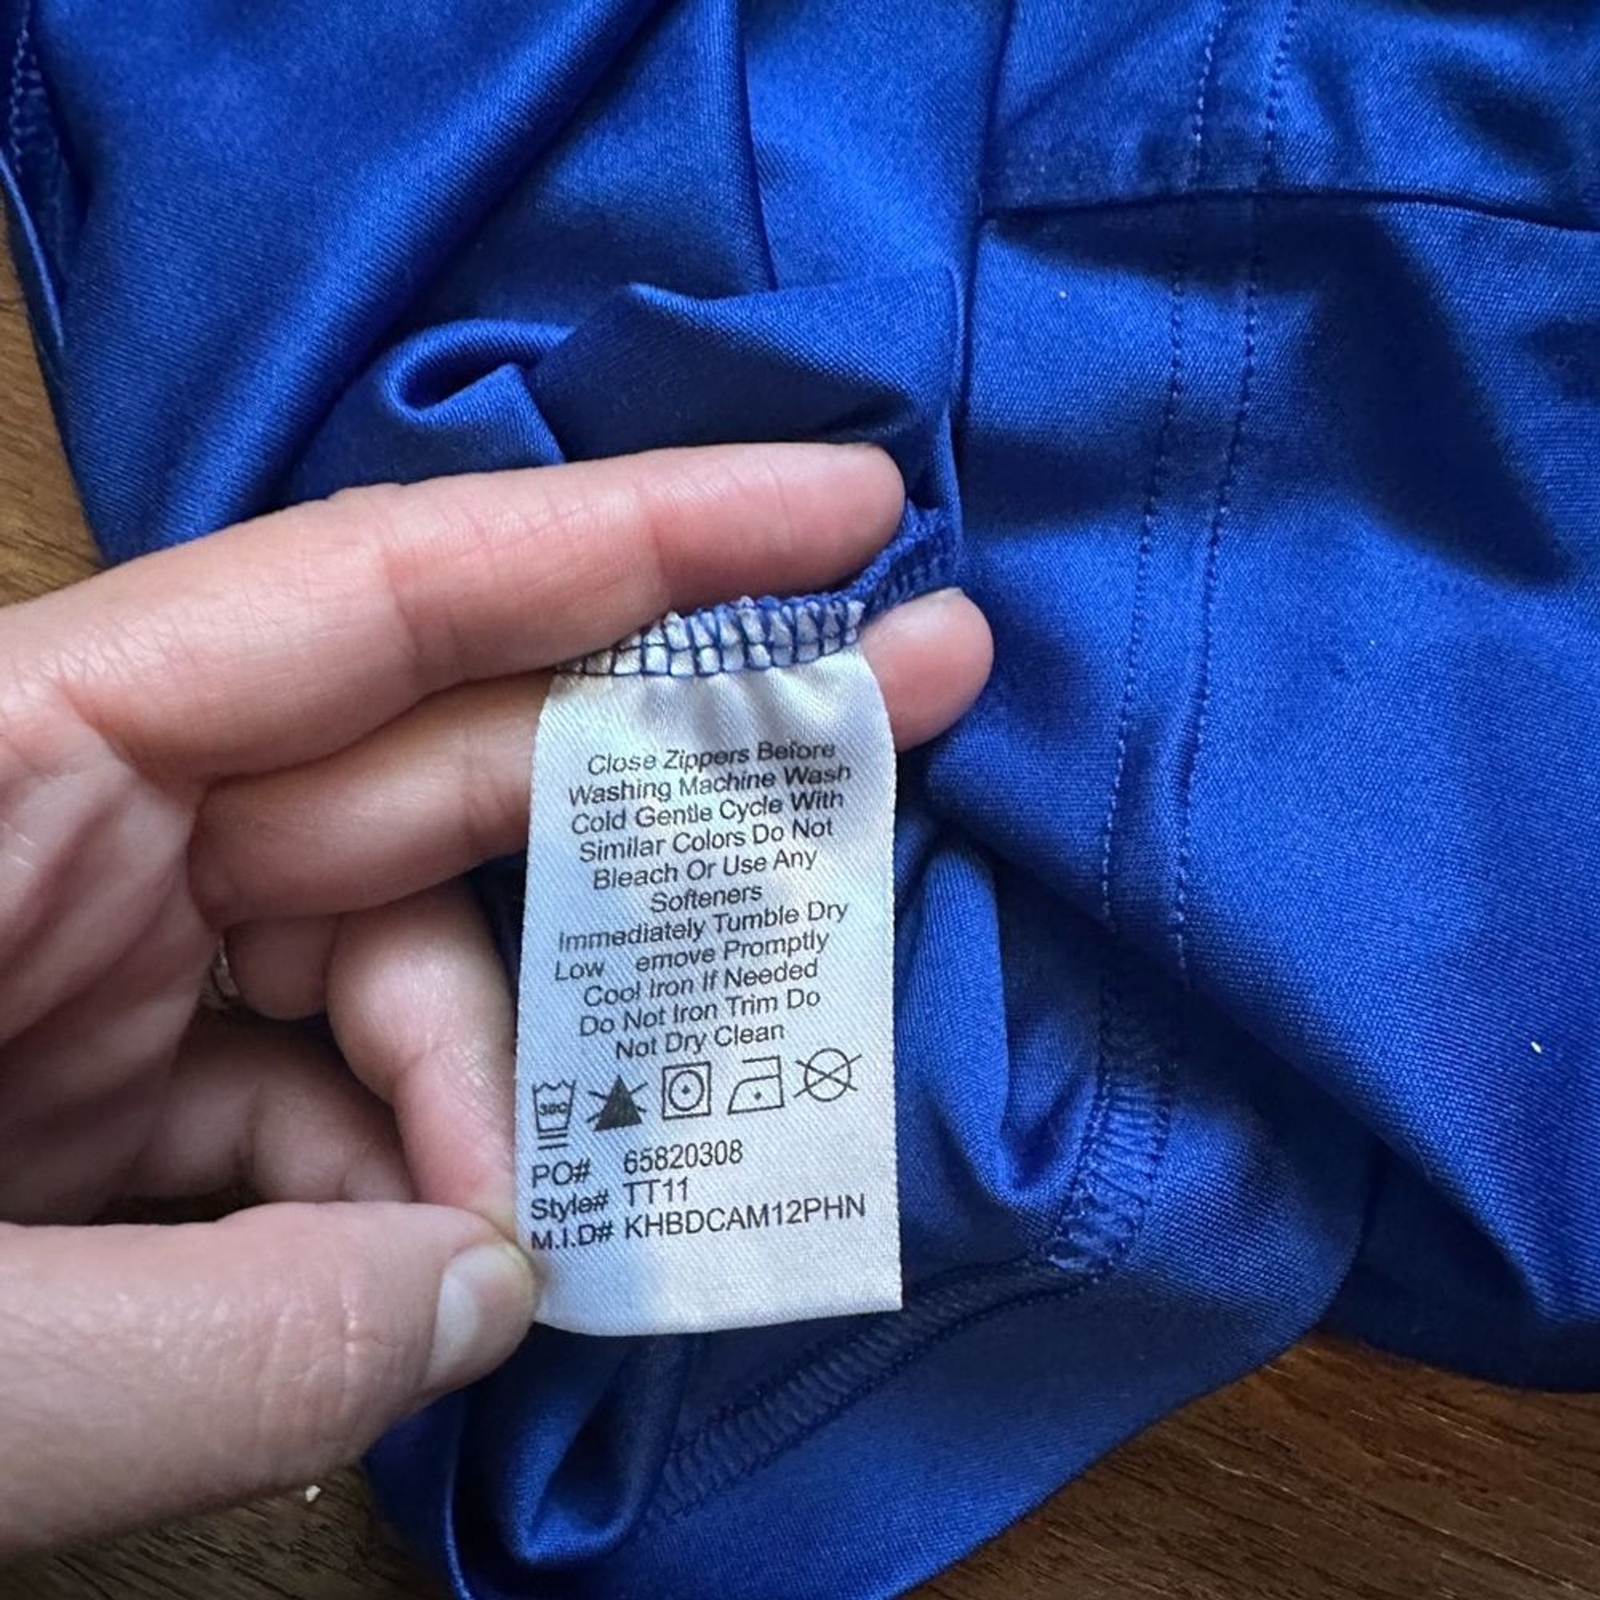 Close Zippers Before
Washing Machine Wash
Cold Gentle Cycle With
Similar Colors Do Not
Bleach Or Use Any
Softeners
Immediately Tumble Dry
Low emove Promptly
Cool Iron If Needed
Do Not Iron Trim Do
Not Dry Clean
30C
PO# 65820308
Style# TT11
M.I.D# KHBDCAM12PHN